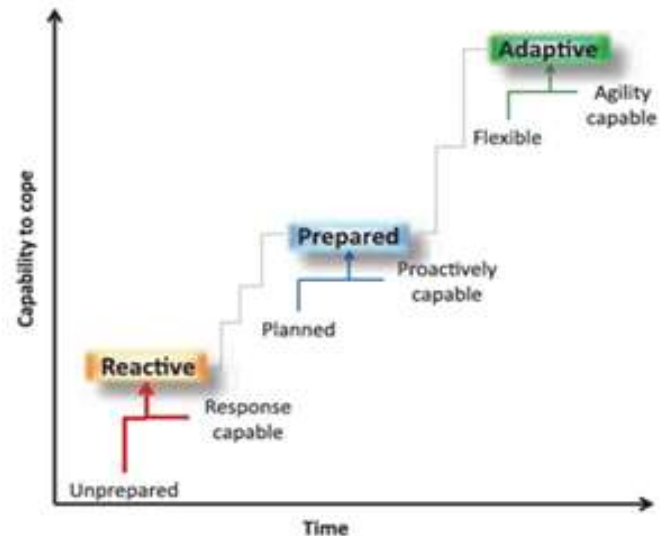 Adaptive
Agility
capable
Flexible
Prepared
Proactively
capable
Planned
Reactive
Response
capable
Unprepared
Capability to cope
Time